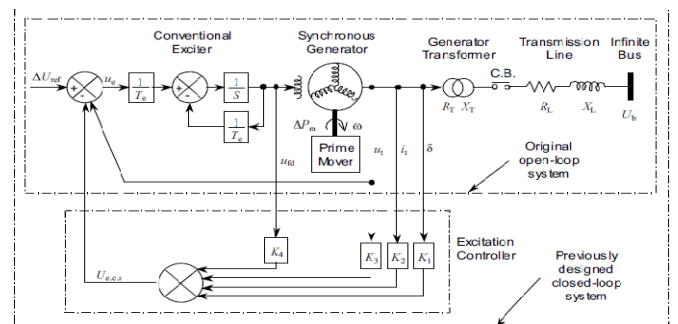 Conventional
Exciter
Synchronous
Generator
Generator
Transformer
Transmission
Line
Infinite
Bus
C.B.
ΔU_ref
+
-
u_e
1
T_e
+
-
1
S
1
T_e
ΔP_m
ω
Prime
Mover
R_T X_T
R_L
X_L
U_b
u_fd
u_t
i_t
δ
Original
open-loop
system
K_4
K_3
K_2
K_1
Excitation
Controller
U_e.c.s
Previously
designed
closed-loop
system